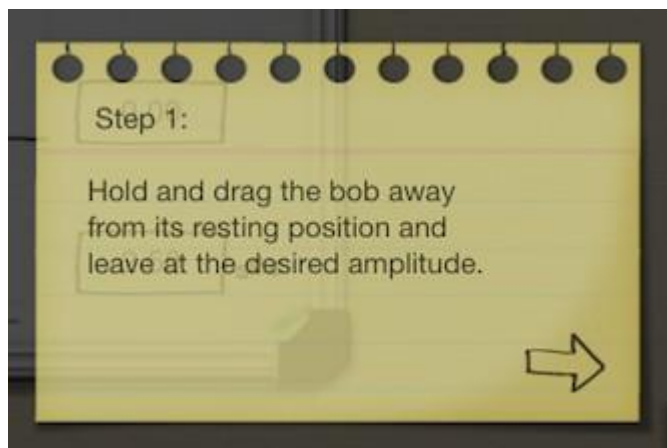 Step 1:
Hold and drag the bob away
from its resting position and
leave at the desired amplitude.